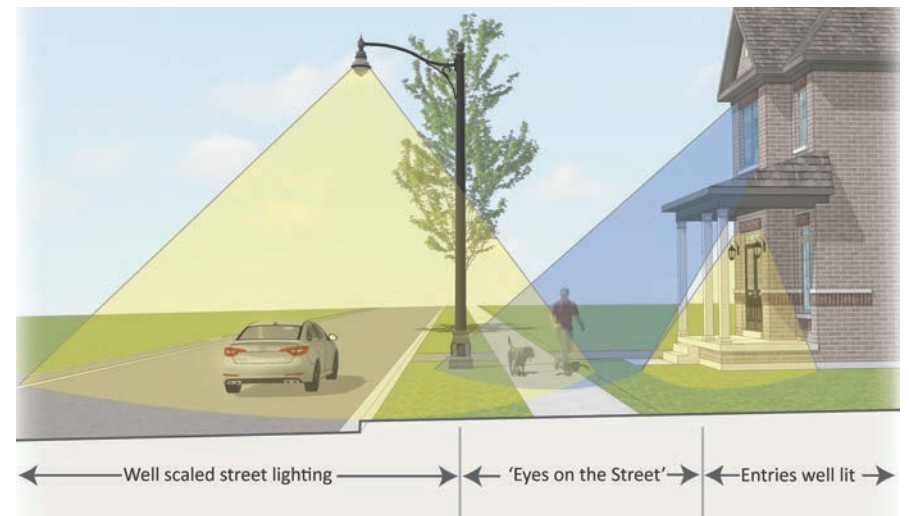 Well scaled street lighting
‘Eyes on the Street’
Entries well lit